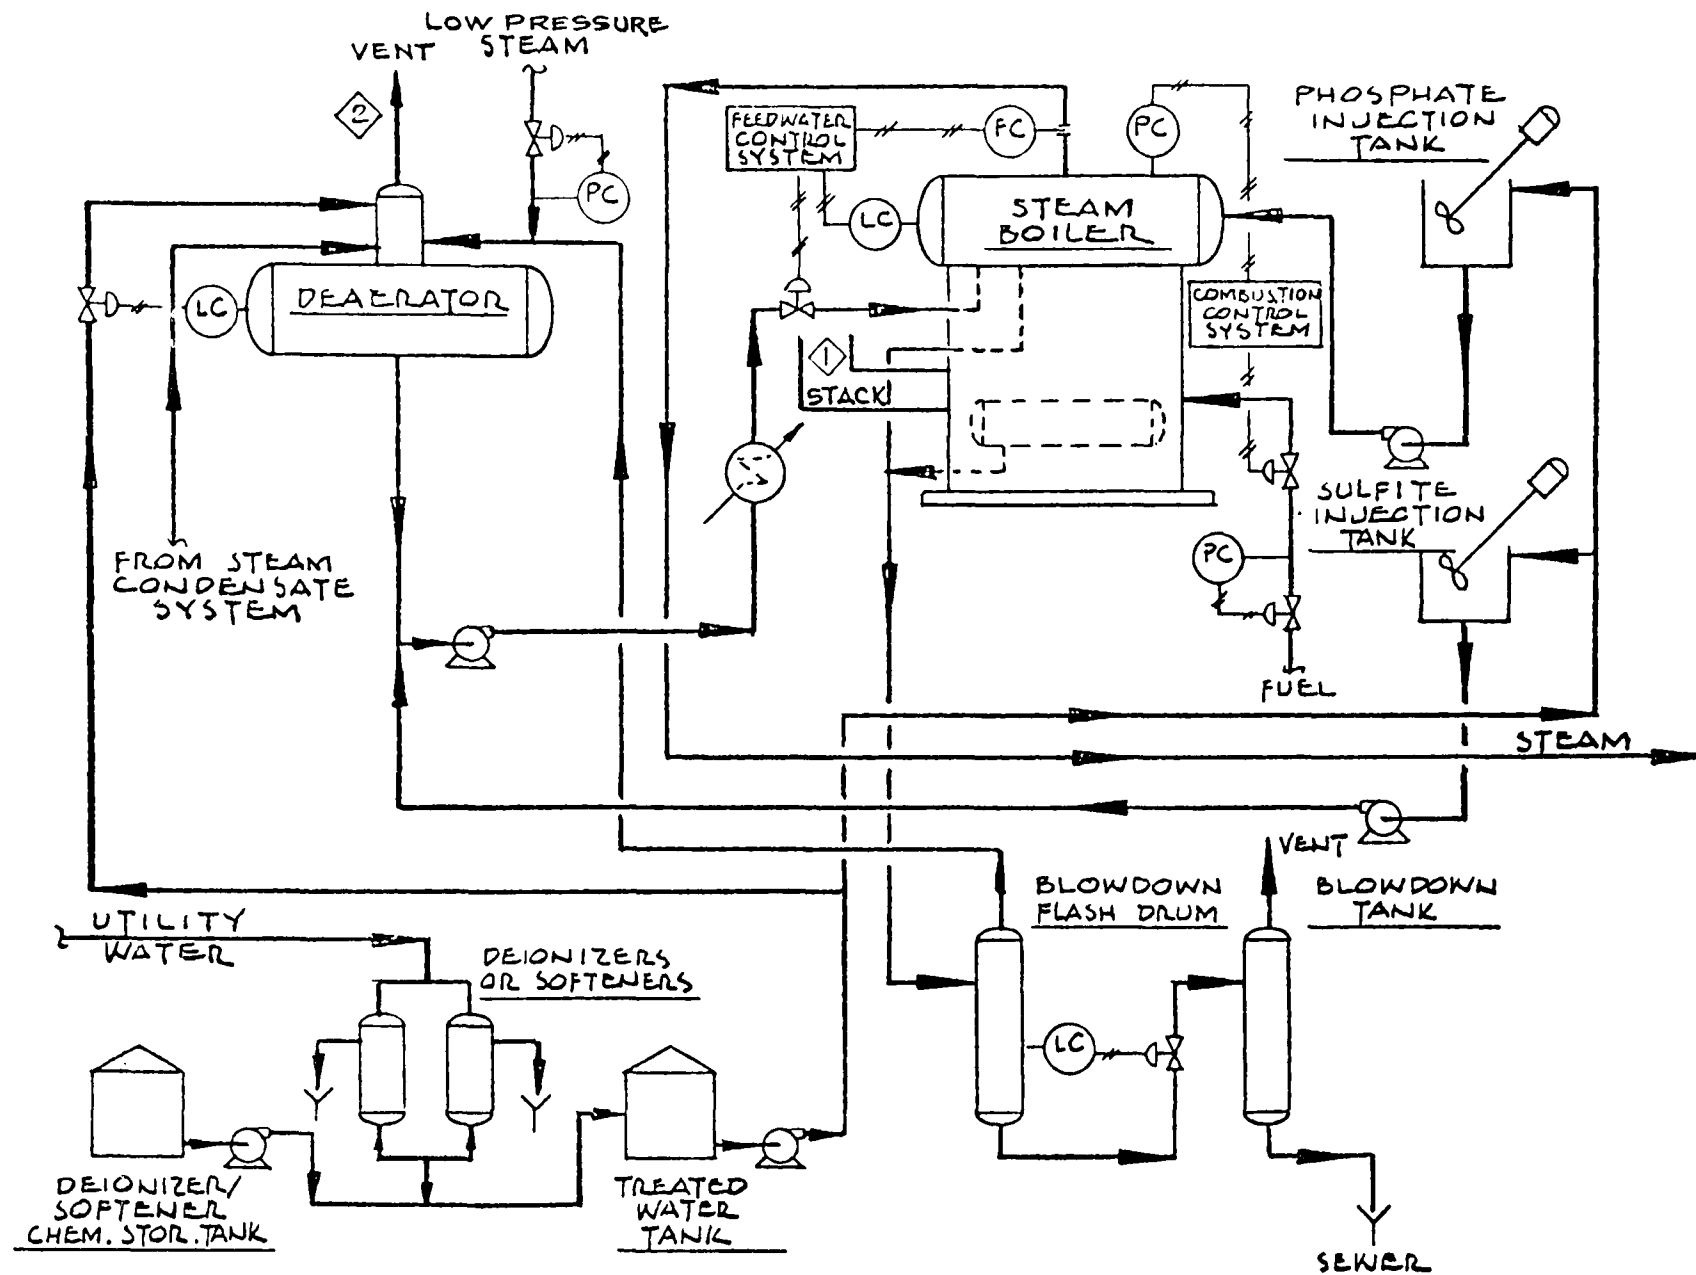 LOW PRESSURE
STEAM
VENT
2
PC
FEEDWATER
CONTROL
SYSTEM
FC
PC
PHOSPHATE
INJECTION
TANK
STEAM
BOILER
LC
LC
DEAERATOR
COMBUSTION
CONTROL
SYSTEM
1
STACK
FROM STEAM
CONDENSATE
SYSTEM
SULFITE
INJECTION
TANK
PC
FUEL
STEAM
VENT
BLOWDOWN
FLASH DRUM
BLOWDOWN
TANK
UTILITY
WATER
DEIONIZERS
OR SOFTENERS
LC
DEIONIZER/
SOFTENER
CHEM. STOR. TANK
TREATED
WATER
TANK
SEWER